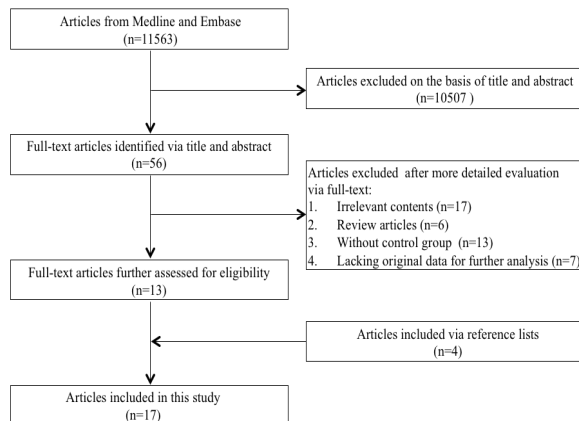 Articles from Medline and Embase
(n=11563)
Articles excluded on the basis of title and abstract
(n=10507 )
Full-text articles identified via title and abstract
(n=56)
Articles excluded after more detailed evaluation
via full-text:
1. Irrelevant contents (n=17)
2. Review articles (n=6)
3. Without control group (n=13)
4. Lacking original data for further analysis (n=7)
Full-text articles further assessed for eligibility
(n=13)
Articles included via reference lists
(n=4)
Articles included in this study
(n=17)